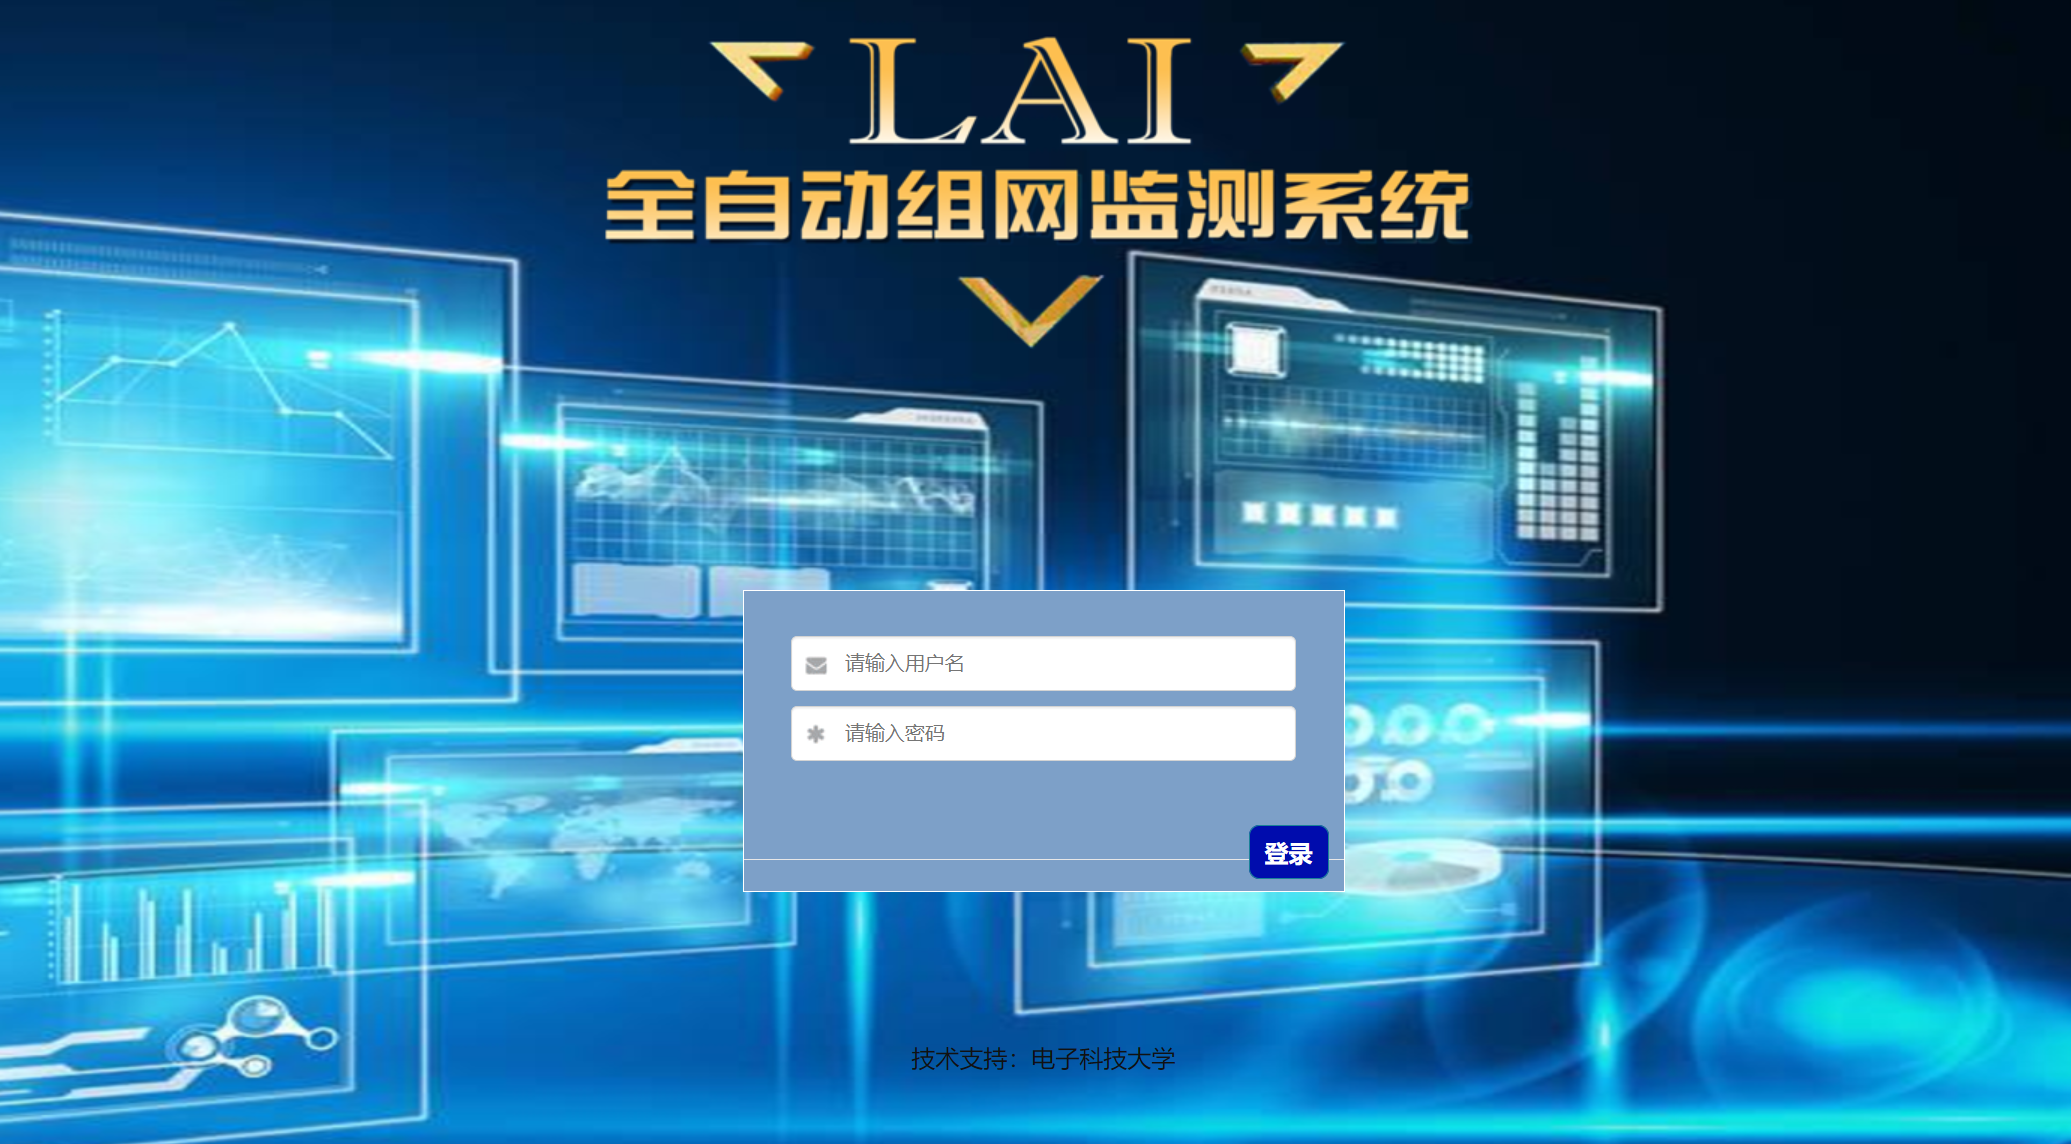 LAI
全自动组网监测系统
请输入用户名
请输入密码
登录
技术支持：电子科技大学